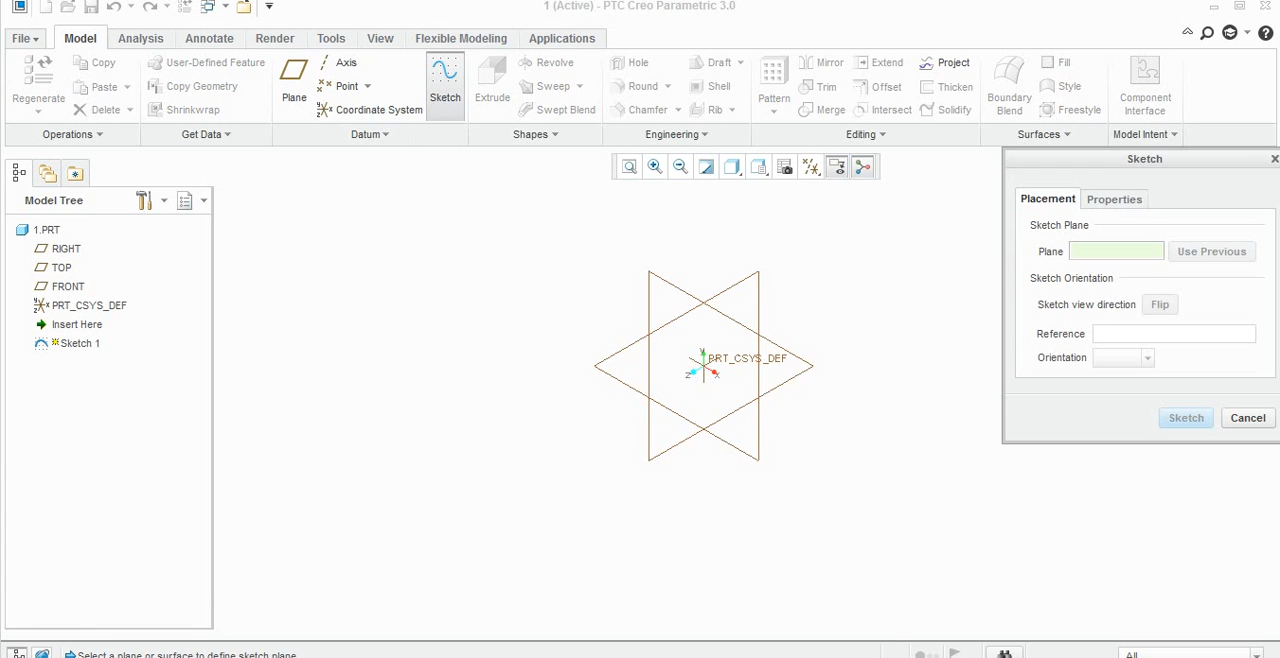 1 (Active) - PTC Creo Parametric 3.0
File Model Analysis Annotate Render Tools View Flexible Modeling Applications
Regenerate
Copy
Paste
Delete
Operations
User-Defined Feature
Copy Geometry
Shrinkwrap
Get Data
Plane
Axis
Point
Coordinate System
Datum
Sketch
Extrude
Revolve
Sweep
Swept Blend
Shapes
Hole
Round
Chamfer
Draft
Shell
Rib
Engineering
Pattern
Mirror
Trim
Merge
Extend
Offset
Intersect
Project
Thicken
Solidify
Editing
Boundary
Blend
Fill
Style
Freestyle
Surfaces
Component
Interface
Model Intent
Model Tree
1.PRT
RIGHT
TOP
FRONT
PRT_CSYS_DEF
Insert Here
Sketch 1
PRT_CSYS_DEF
y
z
x
Sketch
Placement Properties
Sketch Plane
Plane Use Previous
Sketch Orientation
Sketch view direction Flip
Reference
Orientation
Sketch Cancel
Select a plane or surface to define sketch plane.
All